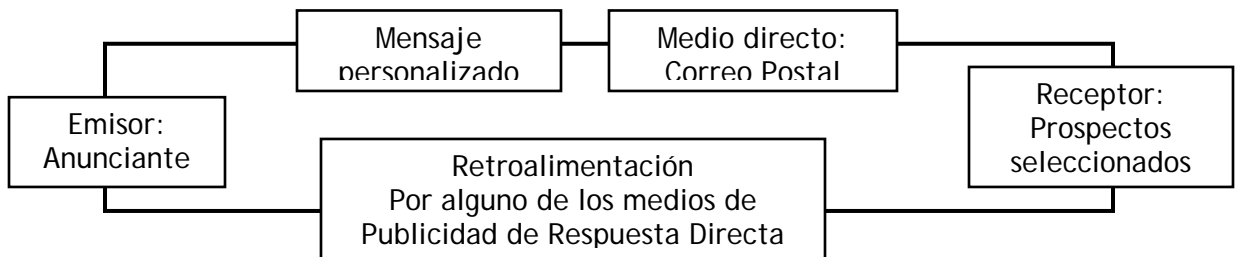 Mensaje
personalizado
Medio directo:
Correo Postal
Emisor:
Anunciante
Receptor:
Prospectos
seleccionados
Retroalimentación
Por alguno de los medios de
Publicidad de Respuesta Directa